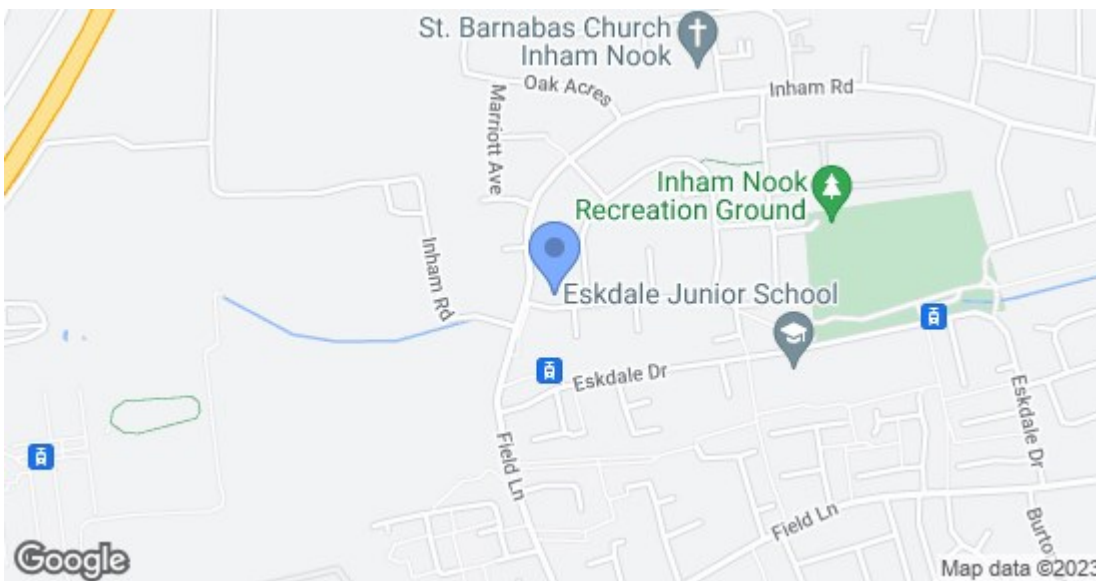 St. Barnabas Church
Inham Nook
Oak Acres
Inham Rd
Marriott Ave
Inham Nook
Recreation Ground
Inham Rd
Eskdale Junior School
Eskdale Dr
Eskdale Dr
Field Ln
Field Ln
Burto
Google
Map data ©2023